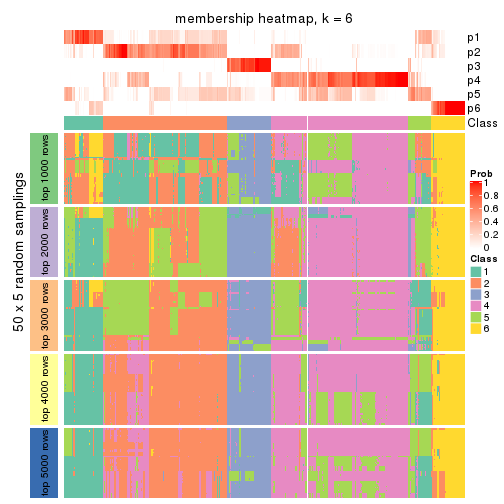 membership heatmap, k = 6
p1
p2
p3
p4
p5
p6
Class
50 x 5 random samplings
top 1000 rows
top 2000 rows
top 3000 rows
top 4000 rows
top 5000 rows
Prob
1
0.8
0.6
0.4
0.2
0
Class
1
2
3
4
5
6